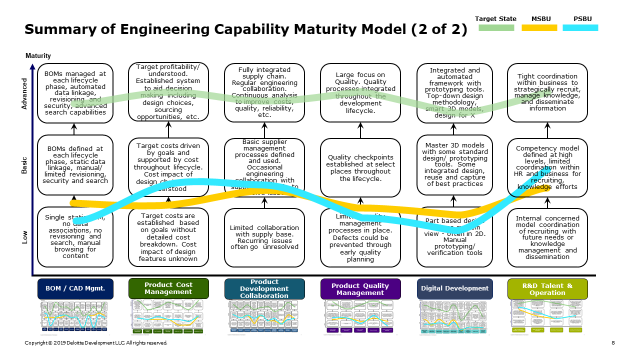 Summary of Engineering Capability Maturity Model (2 of 2)
Target State
MSBU
PSBU
Maturity
Advanced
BOMs managed at
each lifecycle
phase, automated
data linkage,
revisioning and
security, advanced
search capabilities
Target profitability/
understood.
Established system
to aid decision
making including
design choices,
sourcing
opportunities, etc.
Fully integrated
supply chain.
Regular engineering
collaboration.
Continuous analysis
to improve costs,
quality, reliability,
etc.
Large focus on
Quality. Quality
processes integrated
throughout the
development
lifecycle.
Integrated and
automated
framework with
prototyping tools.
Top-down design
methodology,
smart 3D models,
design for X
Tight coordination
within business to
strategically recruit,
manage knowledge,
and disseminate
information
Basic
BOMs defined at
each lifecycle
phase, static data
linkage, manual/
limited revisioning,
security and search
Target costs driven
by goals and
supported by cost
throughout lifecycle.
Cost impact of
design
understood
Basic supplier
management
processes defined
and used.
Occasional
engineering
collaboration with
Quality checkpoints
established at select
places throughout
the lifecycle.
Master 3D models
with some standard
design/ prototyping
tools. Some
integrated design,
reuse and capture
of best practices
Competency model
defined at high
levels, limited
coordination within
HR and business for
recruiting,
knowledge efforts
Low
Single
no data
associations, no
revisioning and
search, manual
browsing for
content
Target costs are
established based
on goals without
detailed cost
breakdown. Cost
impact of design
features unknown
Limited collaboration
with supply base.
Recurring issues
often go unresolved
management
processes in place.
Defects could be
prevented through
early quality
planning
Part based
view - often in 2D.
Manual
prototyping/
verification tools
Internal concerned
model coordination
of recruiting with
future needs or
knowledge
management and
dissemination
BOM / CAD Mgmt.
Product Cost
Management
Product
Development
Collaboration
Product Quality
Management
Digital Development
R&D Talent &
Operation
Copyright © 2019 Deloitte Development LLC. All rights reserved.
8